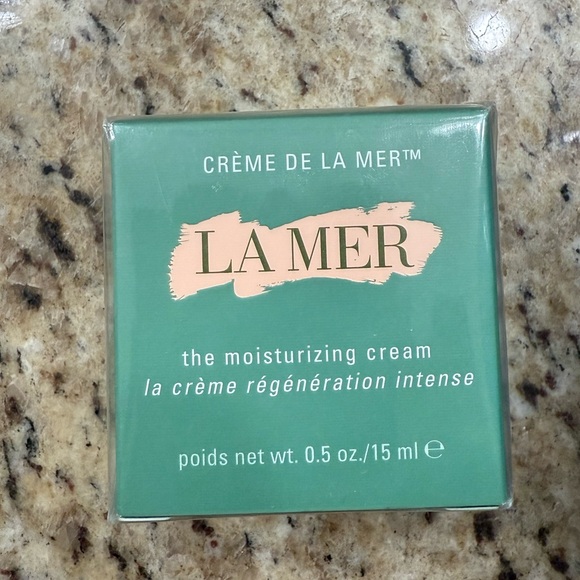 CRÈME DE LA MER™
LA MER
the moisturizing cream
la crème régénération intense
poids net wt. 0.5 oz./15 ml ℮